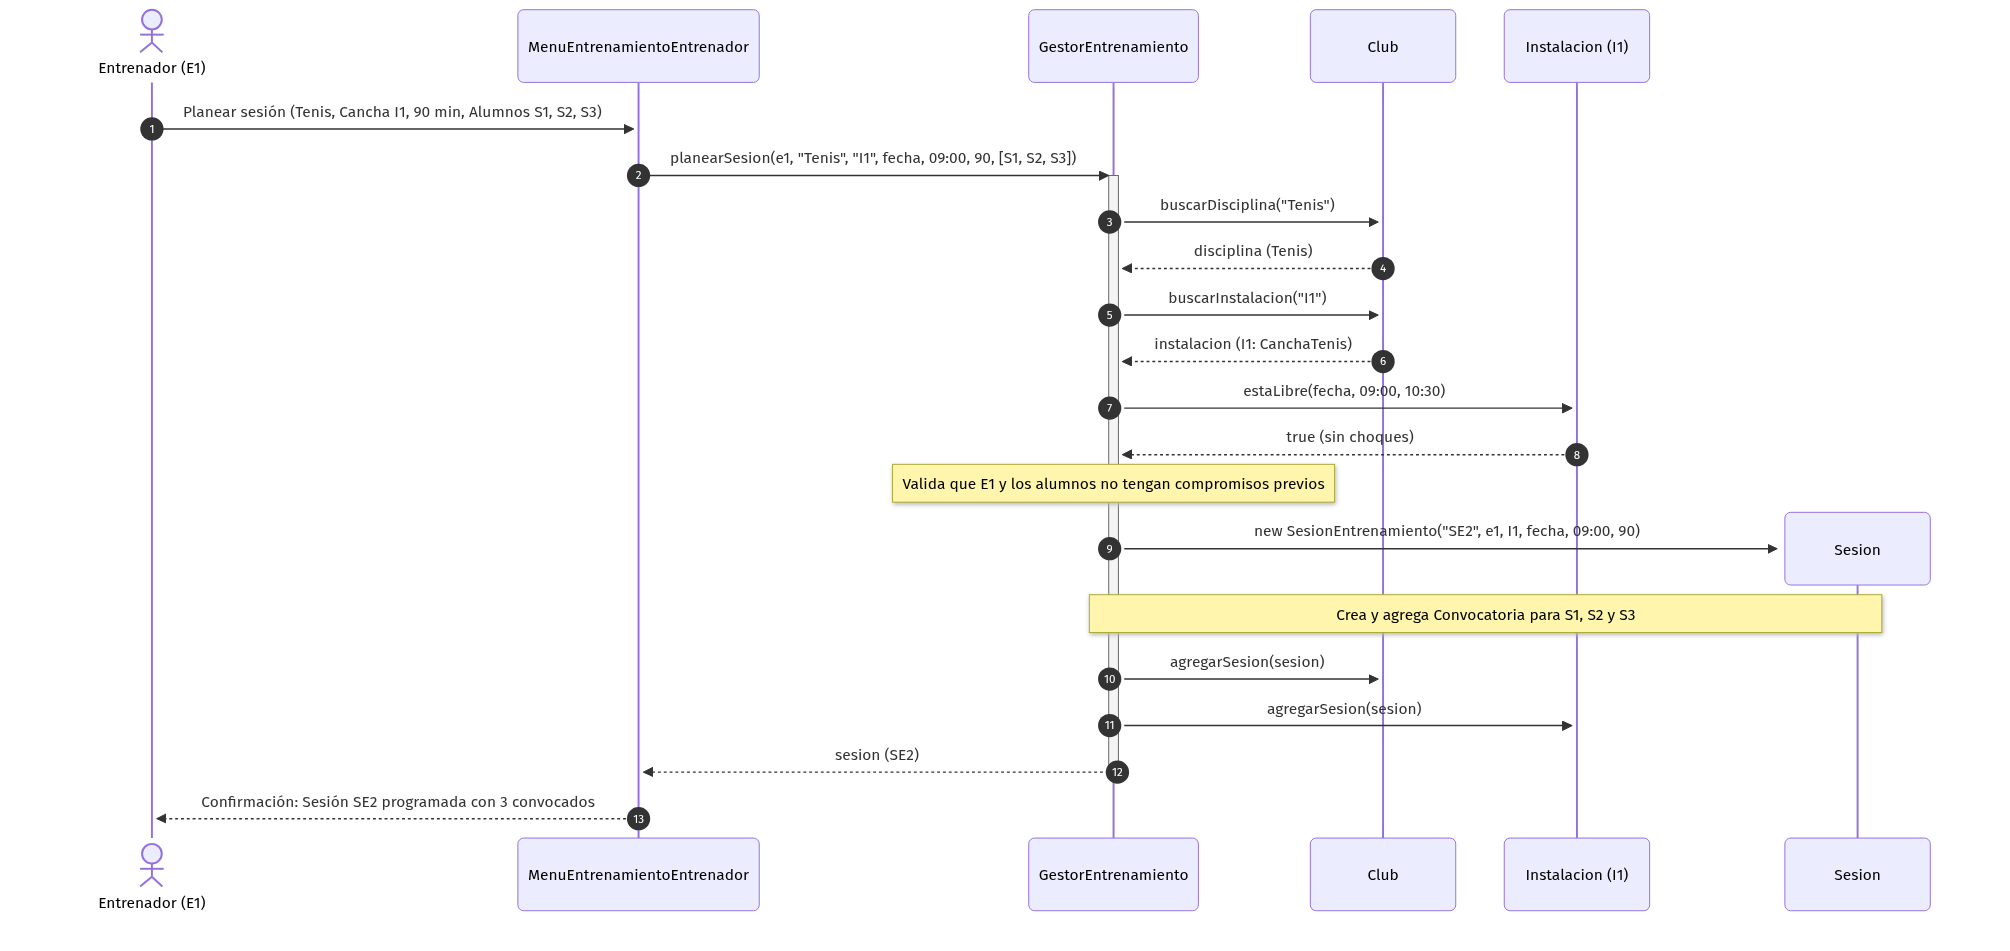 Entrenador (E1)
MenuEntrenamientoEntrenador
GestorEntrenamiento
Club
Instalacion (I1)
Planear sesión (Tenis, Cancha I1, 90 min, Alumnos S1, S2, S3)
1
planearSesion(e1, "Tenis", "I1", fecha, 09:00, 90, [S1, S2, S3])
2
buscarDisciplina("Tenis")
3
disciplina (Tenis)
4
buscarInstalacion("I1")
5
instalacion (I1: CanchaTenis)
6
estaLibre(fecha, 09:00, 10:30)
7
true (sin choques)
8
Valida que E1 y los alumnos no tengan compromisos previos
new SesionEntrenamiento("SE2", e1, I1, fecha, 09:00, 90)
9
Sesion
Crea y agrega Convocatoria para S1, S2 y S3
agregarSesion(sesion)
10
agregarSesion(sesion)
11
sesion (SE2)
12
Confirmación: Sesión SE2 programada con 3 convocados
13
Entrenador (E1)
MenuEntrenamientoEntrenador
GestorEntrenamiento
Club
Instalacion (I1)
Sesion